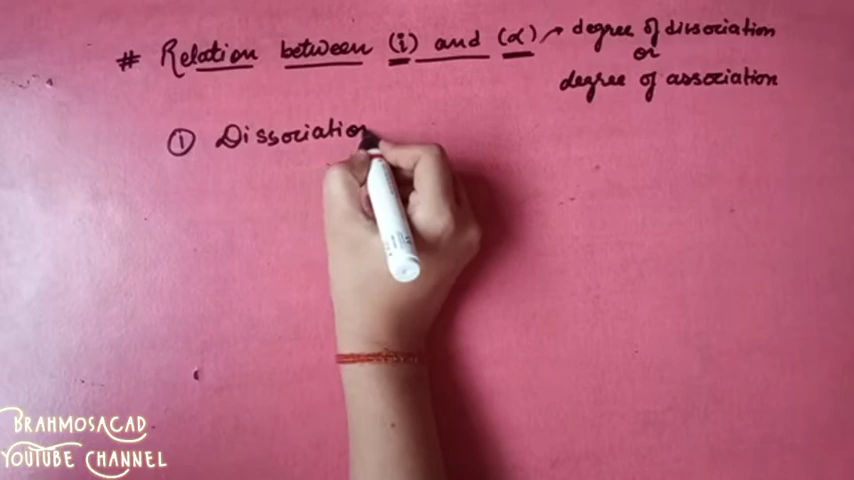 # Relation between (i) and (α) → degree of dissociation
or
degree of association
① Dissociation
BRAHMOSACAD
YOUTUBE CHANNEL